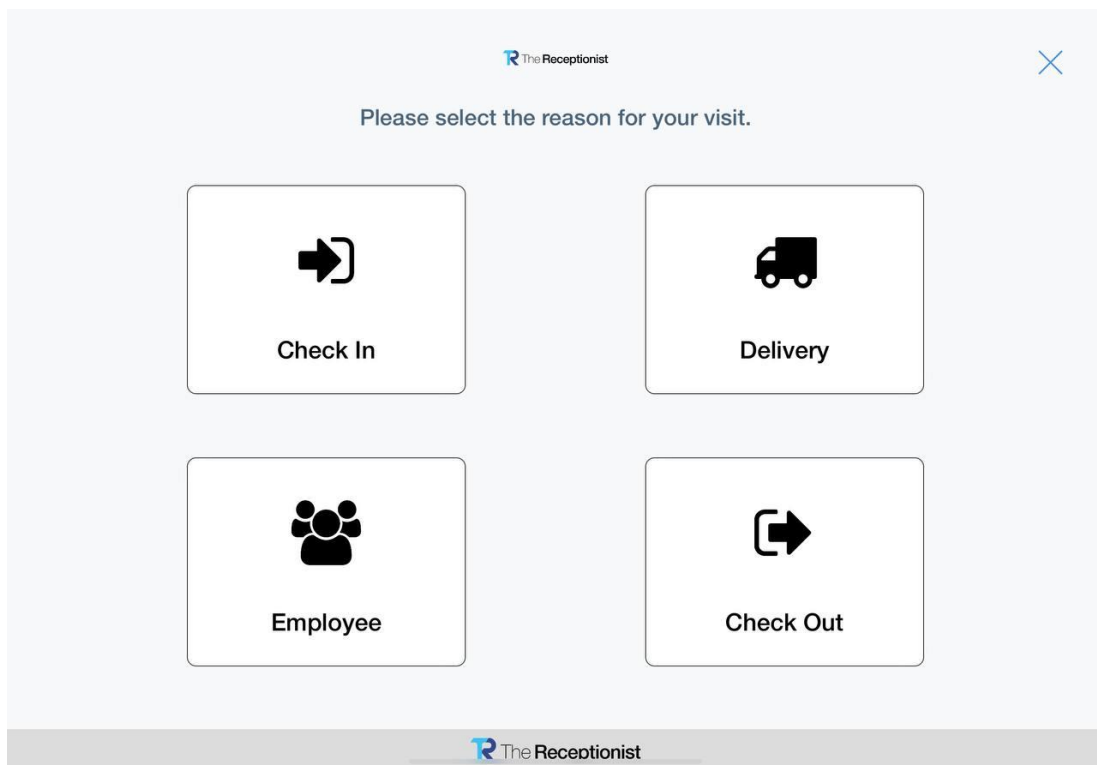 The Receptionist
Please select the reason for your visit.
Check In
Delivery
Employee
Check Out
The Receptionist